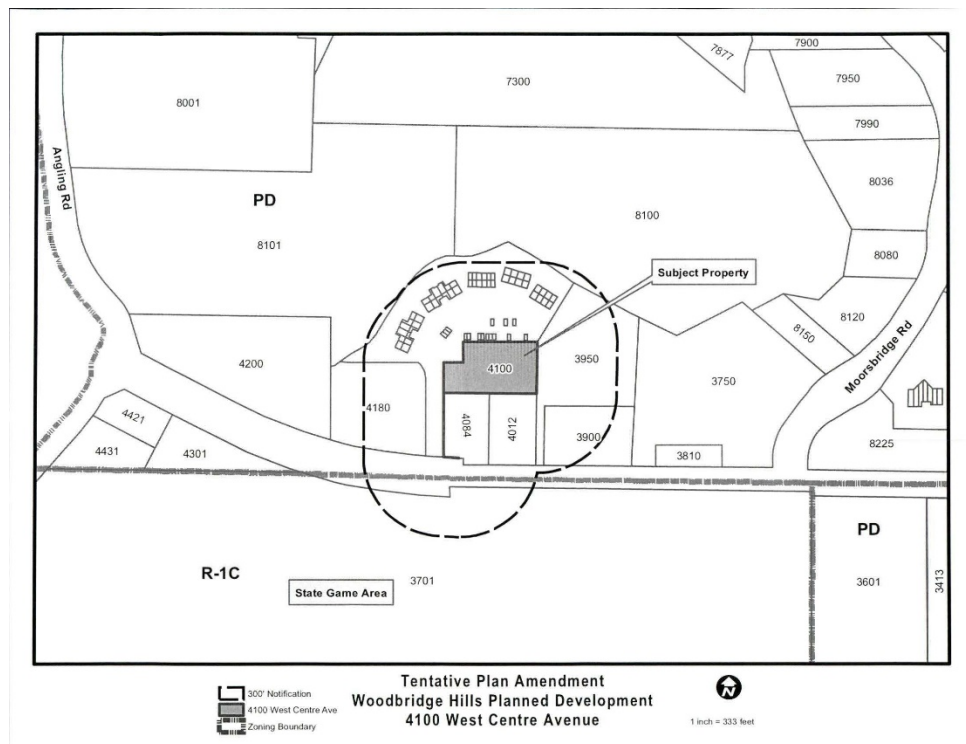 7900
7877
7950
7300
8001
7990
Angling Rd
8036
PD
8100
8101
8080
Subject Property
8120
8150
4200
3950
4100
3750
Moorsbridge Rd
4180
4421
4084
4012
3900
4431
4301
3810
8225
PD
R-1C
3701
3601
3413
State Game Area
Tentative Plan Amendment
Woodbridge Hills Planned Development
4100 West Centre Avenue
300' Notification
4100 West Centre Ave
Zoning Boundary
N
1 inch = 333 feet